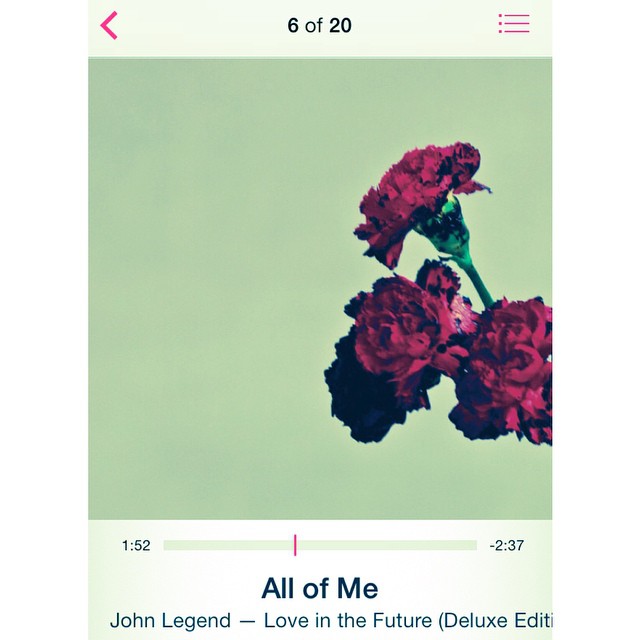 6 of 20
1:52 -2:37
All of Me
John Legend — Love in the Future (Deluxe Editi